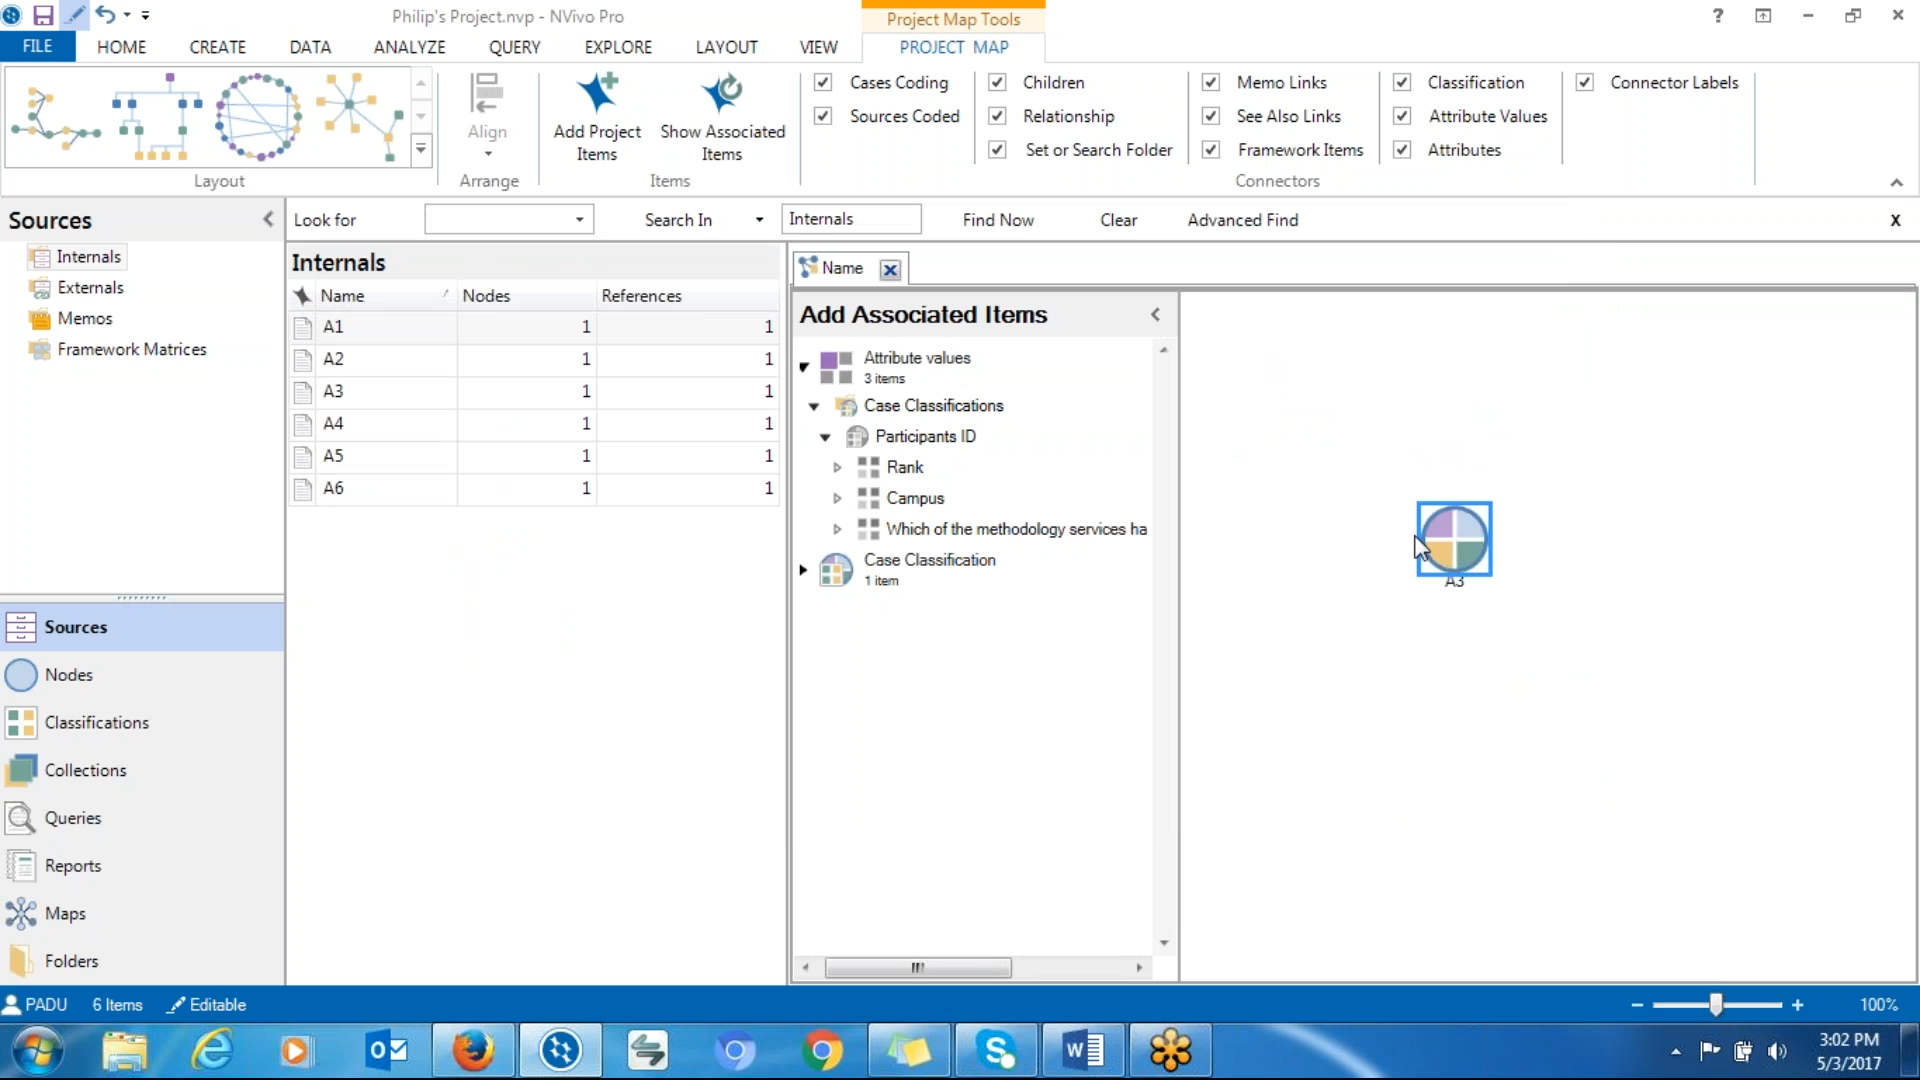 Philip's Project.nvp - NVivo Pro
Project Map Tools
?
FILE
HOME
CREATE
DATA
ANALYZE
QUERY
EXPLORE
LAYOUT
VIEW
PROJECT MAP
Align
Add Project
Items
Show Associated
Items
Cases Coding
Sources Coded
Children
Relationship
Set or Search Folder
Memo Links
See Also Links
Framework Items
Classification
Attribute Values
Attributes
Connector Labels
Layout
Arrange
Items
Connectors
Sources
Look for
Search In
Internals
Find Now
Clear
Advanced Find
X
Internals
Externals
Memos
Framework Matrices
Internals
Name
Nodes
References
A1 1 1
A2 1 1
A3 1 1
A4 1 1
A5 1 1
A6 1 1
Name
Add Associated Items
Attribute values
3 items
Case Classifications
Participants ID
Rank
Campus
Which of the methodology services ha
Case Classification
1 item
A3
Sources
Nodes
Classifications
Collections
Queries
Reports
Maps
Folders
PADU
6 Items
Editable
100%
3:02 PM
5/3/2017